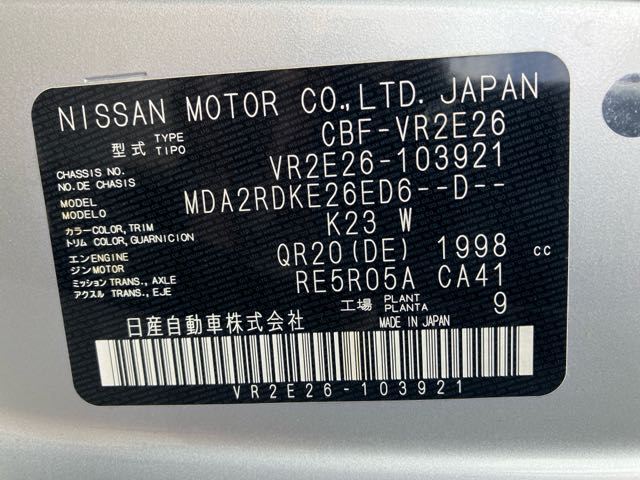 NISSAN MOTOR CO.,LTD. JAPAN
型式 TYPE TIPO CBF-VR2E26
CHASSIS NO. NO.DE CHASIS VR2E26-103921
MODEL MODELO MDA2RDKE26ED6--D--
カラー COLOR, TRIM トリム COLOR, GUARNICION K23 W
エンジン ENGINE MOTOR QR20(DE) 1998 cc
ミッション TRANS., AXLE アクスル TRANS., EJE RE5R05A CA41
工場 PLANT PLANTA 9
日産自動車株式会社 MADE IN JAPAN
VR2E26-103921